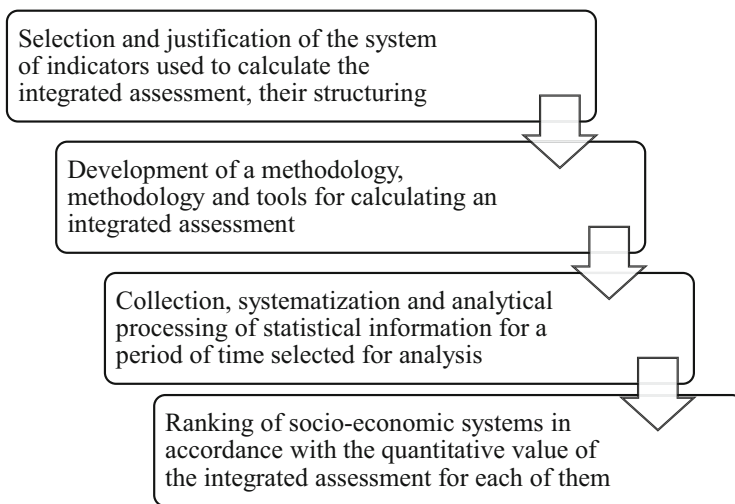 Selection and justification of the system
of indicators used to calculate the
integrated assessment, their structuring
Development of a methodology,
methodology and tools for calculating an
integrated assessment
Collection, systematization and analytical
processing of statistical information for a
period of time selected for analysis
Ranking of socio-economic systems in
accordance with the quantitative value of
the integrated assessment for each of them